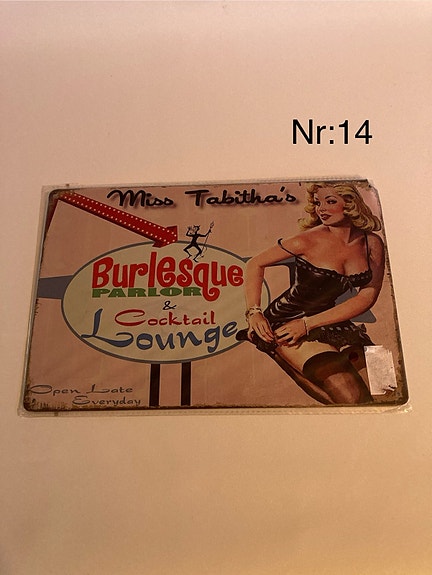 Nr:14
Miss Tabitha's
Burlesque
PARLOR
&
Cocktail
Lounge
Open Late
Everyday